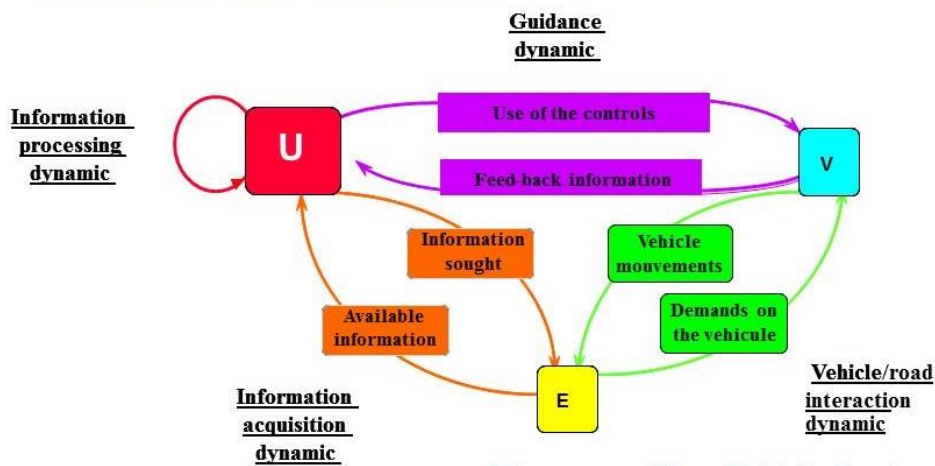 Guidance
dynamic
Information
processing
dynamic
U
Use of the controls
V
Feed-back information
Information
sought
Vehicle
mouvements
Available
information
Demands on
the vehicule
E
Information
acquisition
dynamic
Vehicle/road
interaction
dynamic